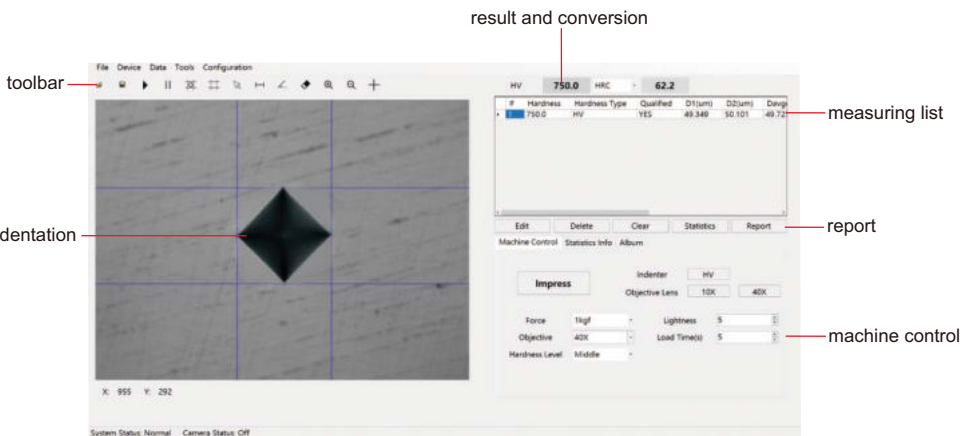 result and conversion
File Device Data Tools Configuration
toolbar
HV 750.0 HRC 62.2
# Hardness Hardness Type Qualified D1(um) D2(um) Davg
1 750.0 HV YES 49.349 50.101 49.72
measuring list
dentation
Edit Delete Clear Statistics Report
report
Machine Control Statistics Info Album
Impress
Indenter HV
Objective Lens 10X 40X
Force 1kgf Lightness 5
Objective 40X Load Time(s) 5
machine control
Hardness Level Middle
X: 955 Y: 292
System Status: Normal Camera Status: Off